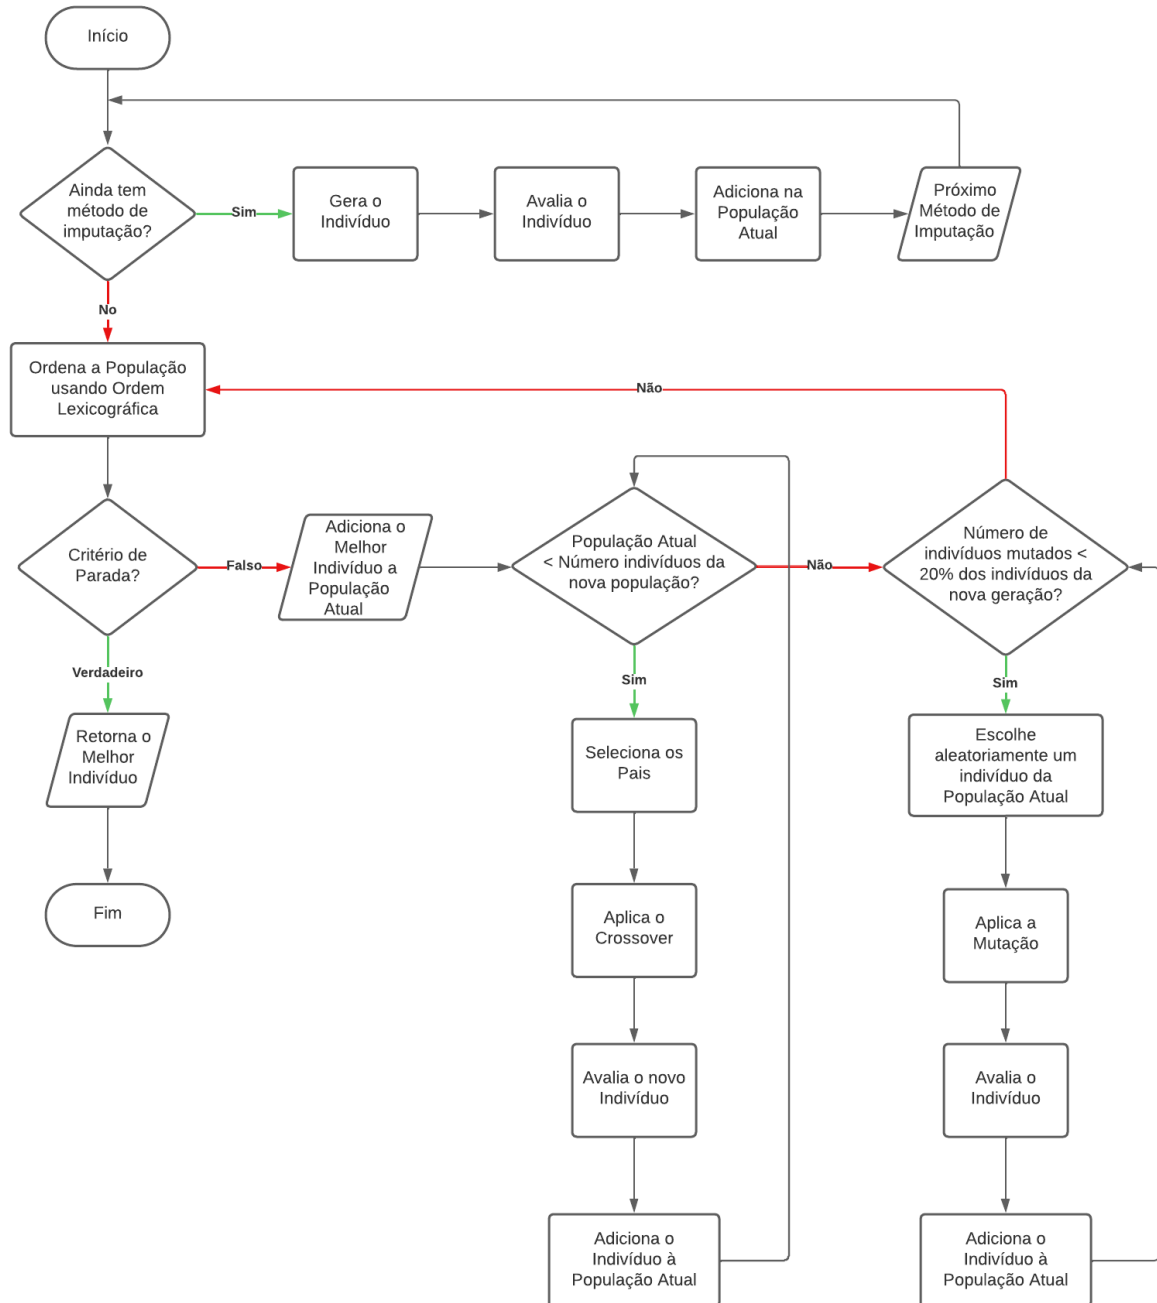 Início
Ainda tem
método de
imputação?
Sim
Gera o
Indivíduo
Avalia o
Indivíduo
Adiciona na
População
Atual
Próximo
Método de
Imputação
No
Ordena a População
usando Ordem
Lexicográfica
Não
Critério de
Parada?
Falso
Adiciona o
Melhor
Indivíduo a
População
Atual
População Atual
< Número indivíduos da
nova população?
Não
Número de
indivíduos mutados <
20% dos indivíduos da
nova geração?
Verdadeiro
Retorna o
Melhor
Indivíduo
Fim
Sim
Seleciona os
Pais
Aplica o
Crossover
Avalia o novo
Indivíduo
Adiciona o
Indivíduo à
População Atual
Sim
Escolhe
aleatoriamente um
indivíduo da
População Atual
Aplica a
Mutação
Avalia o
Indivíduo
Adiciona o
Indivíduo à
População Atual